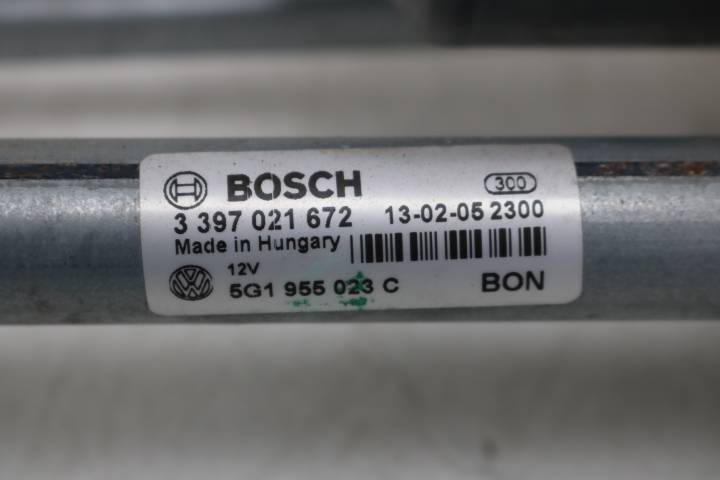 BOSCH 300
3 397 021 672 13-02-05 2300
Made in Hungary
12V
5G1 955 023 C BON